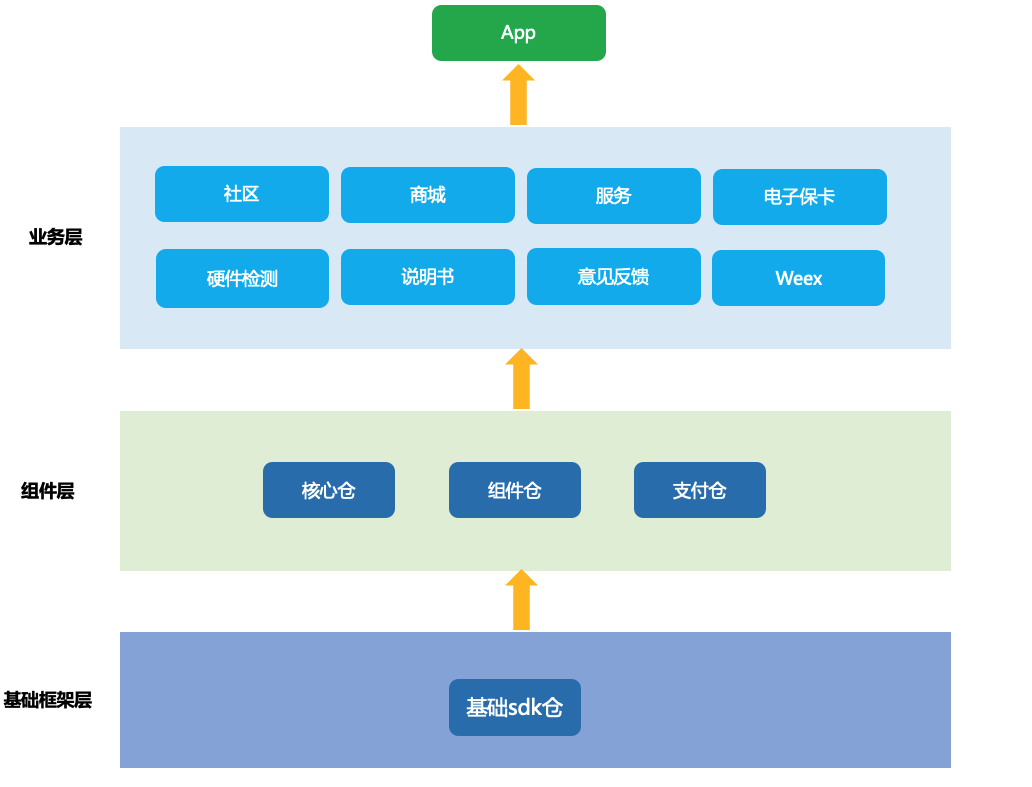 App
业务层
社区
商城
服务
电子保卡
硬件检测
说明书
意见反馈
Weex
组件层
核心仓
组件仓
支付仓
基础框架层
基础sdk仓